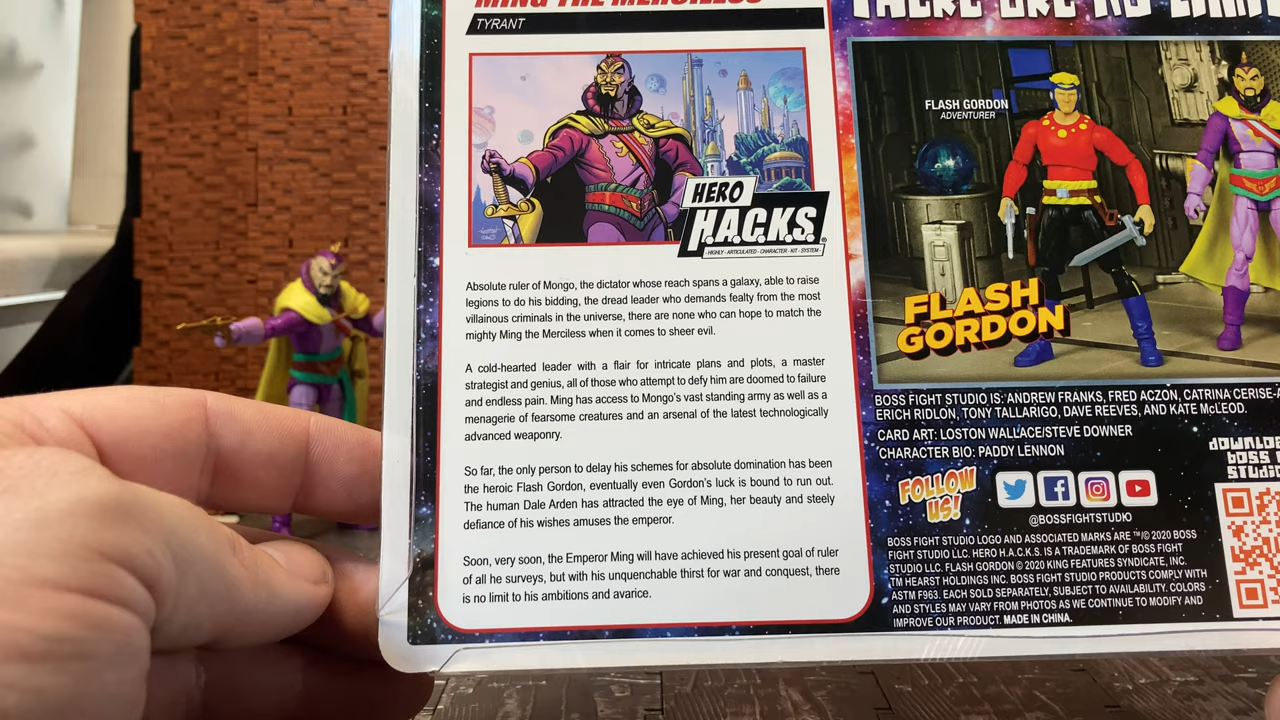 MING THE MERCILESS
TYRANT
HERO
H.A.C.K.S.
HIGHLY - ARTICULATED - CHARACTER - KIT - SYSTEM
Absolute ruler of Mongo, the dictator whose reach spans a galaxy, able to raise
legions to do his bidding, the dread leader who demands fealty from the most
villainous criminals in the universe, there are none who can hope to match the
mighty Ming the Merciless when it comes to sheer evil.
A cold-hearted leader with a flair for intricate plans and plots, a master
strategist and genius, all of those who attempt to defy him are doomed to failure
and endless pain. Ming has access to Mongo's vast standing army as well as a
menagerie of fearsome creatures and an arsenal of the latest technologically
advanced weaponry.
So far, the only person to delay his schemes for absolute domination has been
the heroic Flash Gordon, eventually even Gordon's luck is bound to run out.
The human Dale Arden has attracted the eye of Ming, her beauty and steely
defiance of his wishes amuses the emperor.
Soon, very soon, the Emperor Ming will have achieved his present goal of ruler
of all he surveys, but with his unquenchable thirst for war and conquest, there
is no limit to his ambitions and avarice.
THERE ARE NO
FLASH GORDON
ADVENTURER
FLASH
GORDON
BOSS FIGHT STUDIO IS: ANDREW FRANKS, FRED ACZON, CATRINA CERISE-A
ERICH RIDLON, TONY TALLARIGO, DAVE REEVES, AND KATE McLEOD.
CARD ART: LOSTON WALLACE/STEVE DOWNER
CHARACTER BIO: PADDY LENNON
FOLLOW
US!
@BOSSFIGHTSTUDIO
BOSS FIGHT STUDIO LOGO AND ASSOCIATED MARKS ARE ™/© 2020 BOSS
FIGHT STUDIO LLC. HERO H.A.C.K.S. IS A TRADEMARK OF BOSS FIGHT
STUDIO LLC. FLASH GORDON © 2020 KING FEATURES SYNDICATE, INC.
TM HEARST HOLDINGS INC. BOSS FIGHT STUDIO PRODUCTS COMPLY WITH
ASTM F963. EACH SOLD SEPARATELY, SUBJECT TO AVAILABILITY. COLORS
AND STYLES MAY VARY FROM PHOTOS AS WE CONTINUE TO MODIFY AND
IMPROVE OUR PRODUCT. MADE IN CHINA.
DOWNLOA
BOSS
STUDI